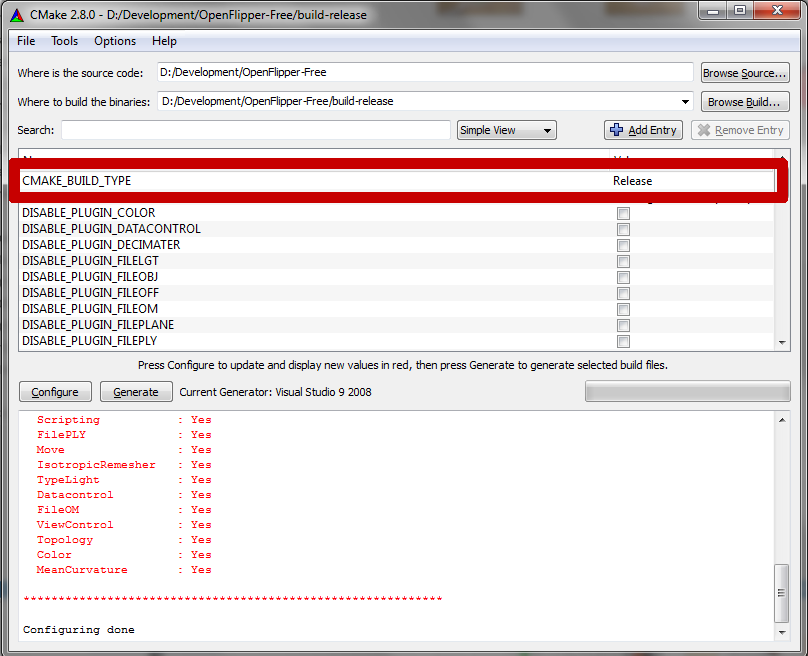 CMake 2.8.0 - D:/Development/OpenFlipper-Free/build-release
File Tools Options Help
Where is the source code: D:/Development/OpenFlipper-Free Browse Source...
Where to build the binaries: D:/Development/OpenFlipper-Free/build-release Browse Build...
Search: Simple View Add Entry Remove Entry
CMAKE_BUILD_TYPE Release
DISABLE_PLUGIN_COLOR
DISABLE_PLUGIN_DATACONTROL
DISABLE_PLUGIN_DECIMATER
DISABLE_PLUGIN_FILELGT
DISABLE_PLUGIN_FILEOBJ
DISABLE_PLUGIN_FILEOFF
DISABLE_PLUGIN_FILEOM
DISABLE_PLUGIN_FILEPLANE
DISABLE_PLUGIN_FILEPLY
Press Configure to update and display new values in red, then press Generate to generate selected build files.
Configure Generate Current Generator: Visual Studio 9 2008
Scripting : Yes
FilePLY : Yes
Move : Yes
IsotropicRemesher : Yes
TypeLight : Yes
Datacontrol : Yes
FileOM : Yes
ViewControl : Yes
Topology : Yes
Color : Yes
MeanCurvature : Yes
************************************************************
Configuring done